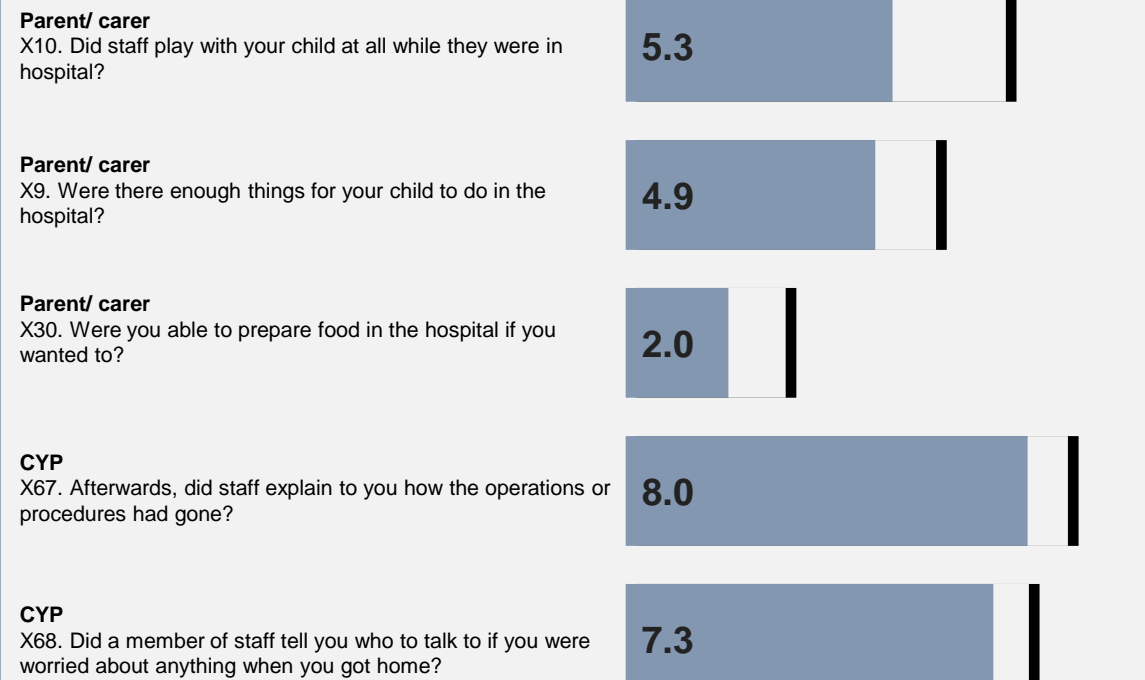 Parent/ carer
X10. Did staff play with your child at all while they were in
hospital?
5.3
Parent/ carer
X9. Were there enough things for your child to do in the
hospital?
4.9
Parent/ carer
X30. Were you able to prepare food in the hospital if you
wanted to?
2.0
CYP
X67. Afterwards, did staff explain to you how the operations or
procedures had gone?
8.0
CYP
X68. Did a member of staff tell you who to talk to if you were
worried about anything when you got home?
7.3